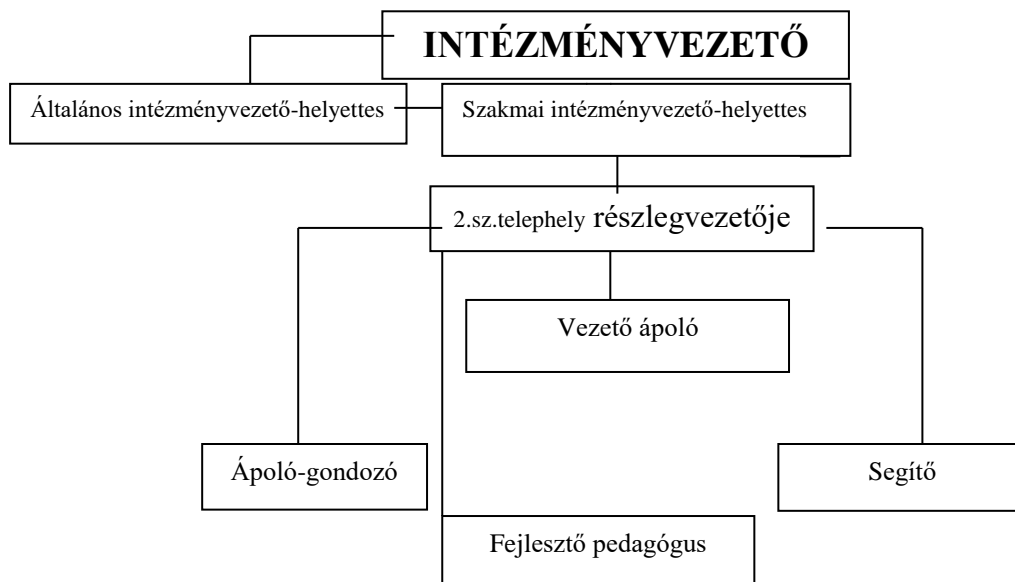 INTÉZMÉNYVEZETŐ
Általános intézményvezető-helyettes
Szakmai intézményvezető-helyettes
2.sz.telephely részlegvezetője
Vezető ápoló
Ápoló-gondozó
Segítő
Fejlesztő pedagógus